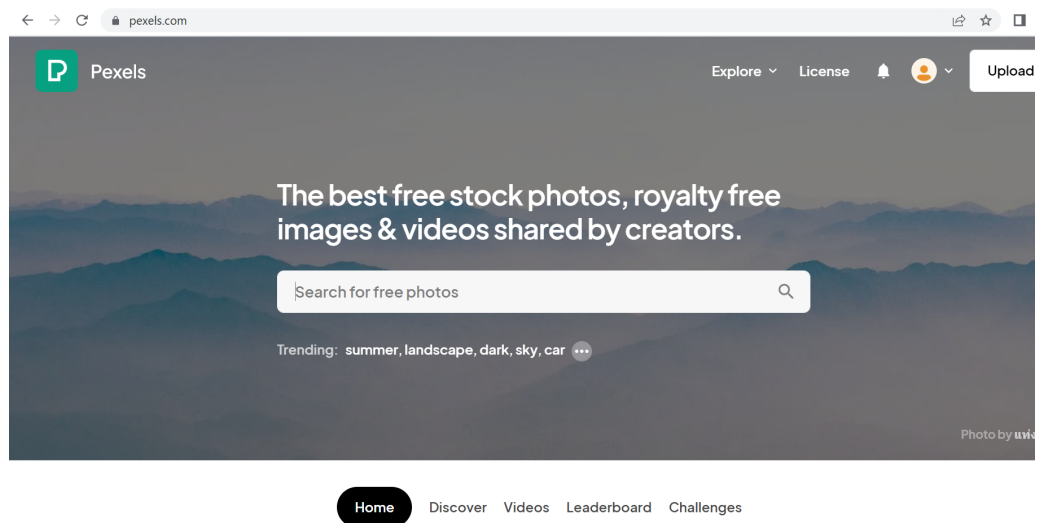 pexels.com
Pexels
Explore License Upload
The best free stock photos, royalty free
images & videos shared by creators.
Search for free photos
Trending: summer, landscape, dark, sky, car
Photo by
Home Discover Videos Leaderboard Challenges